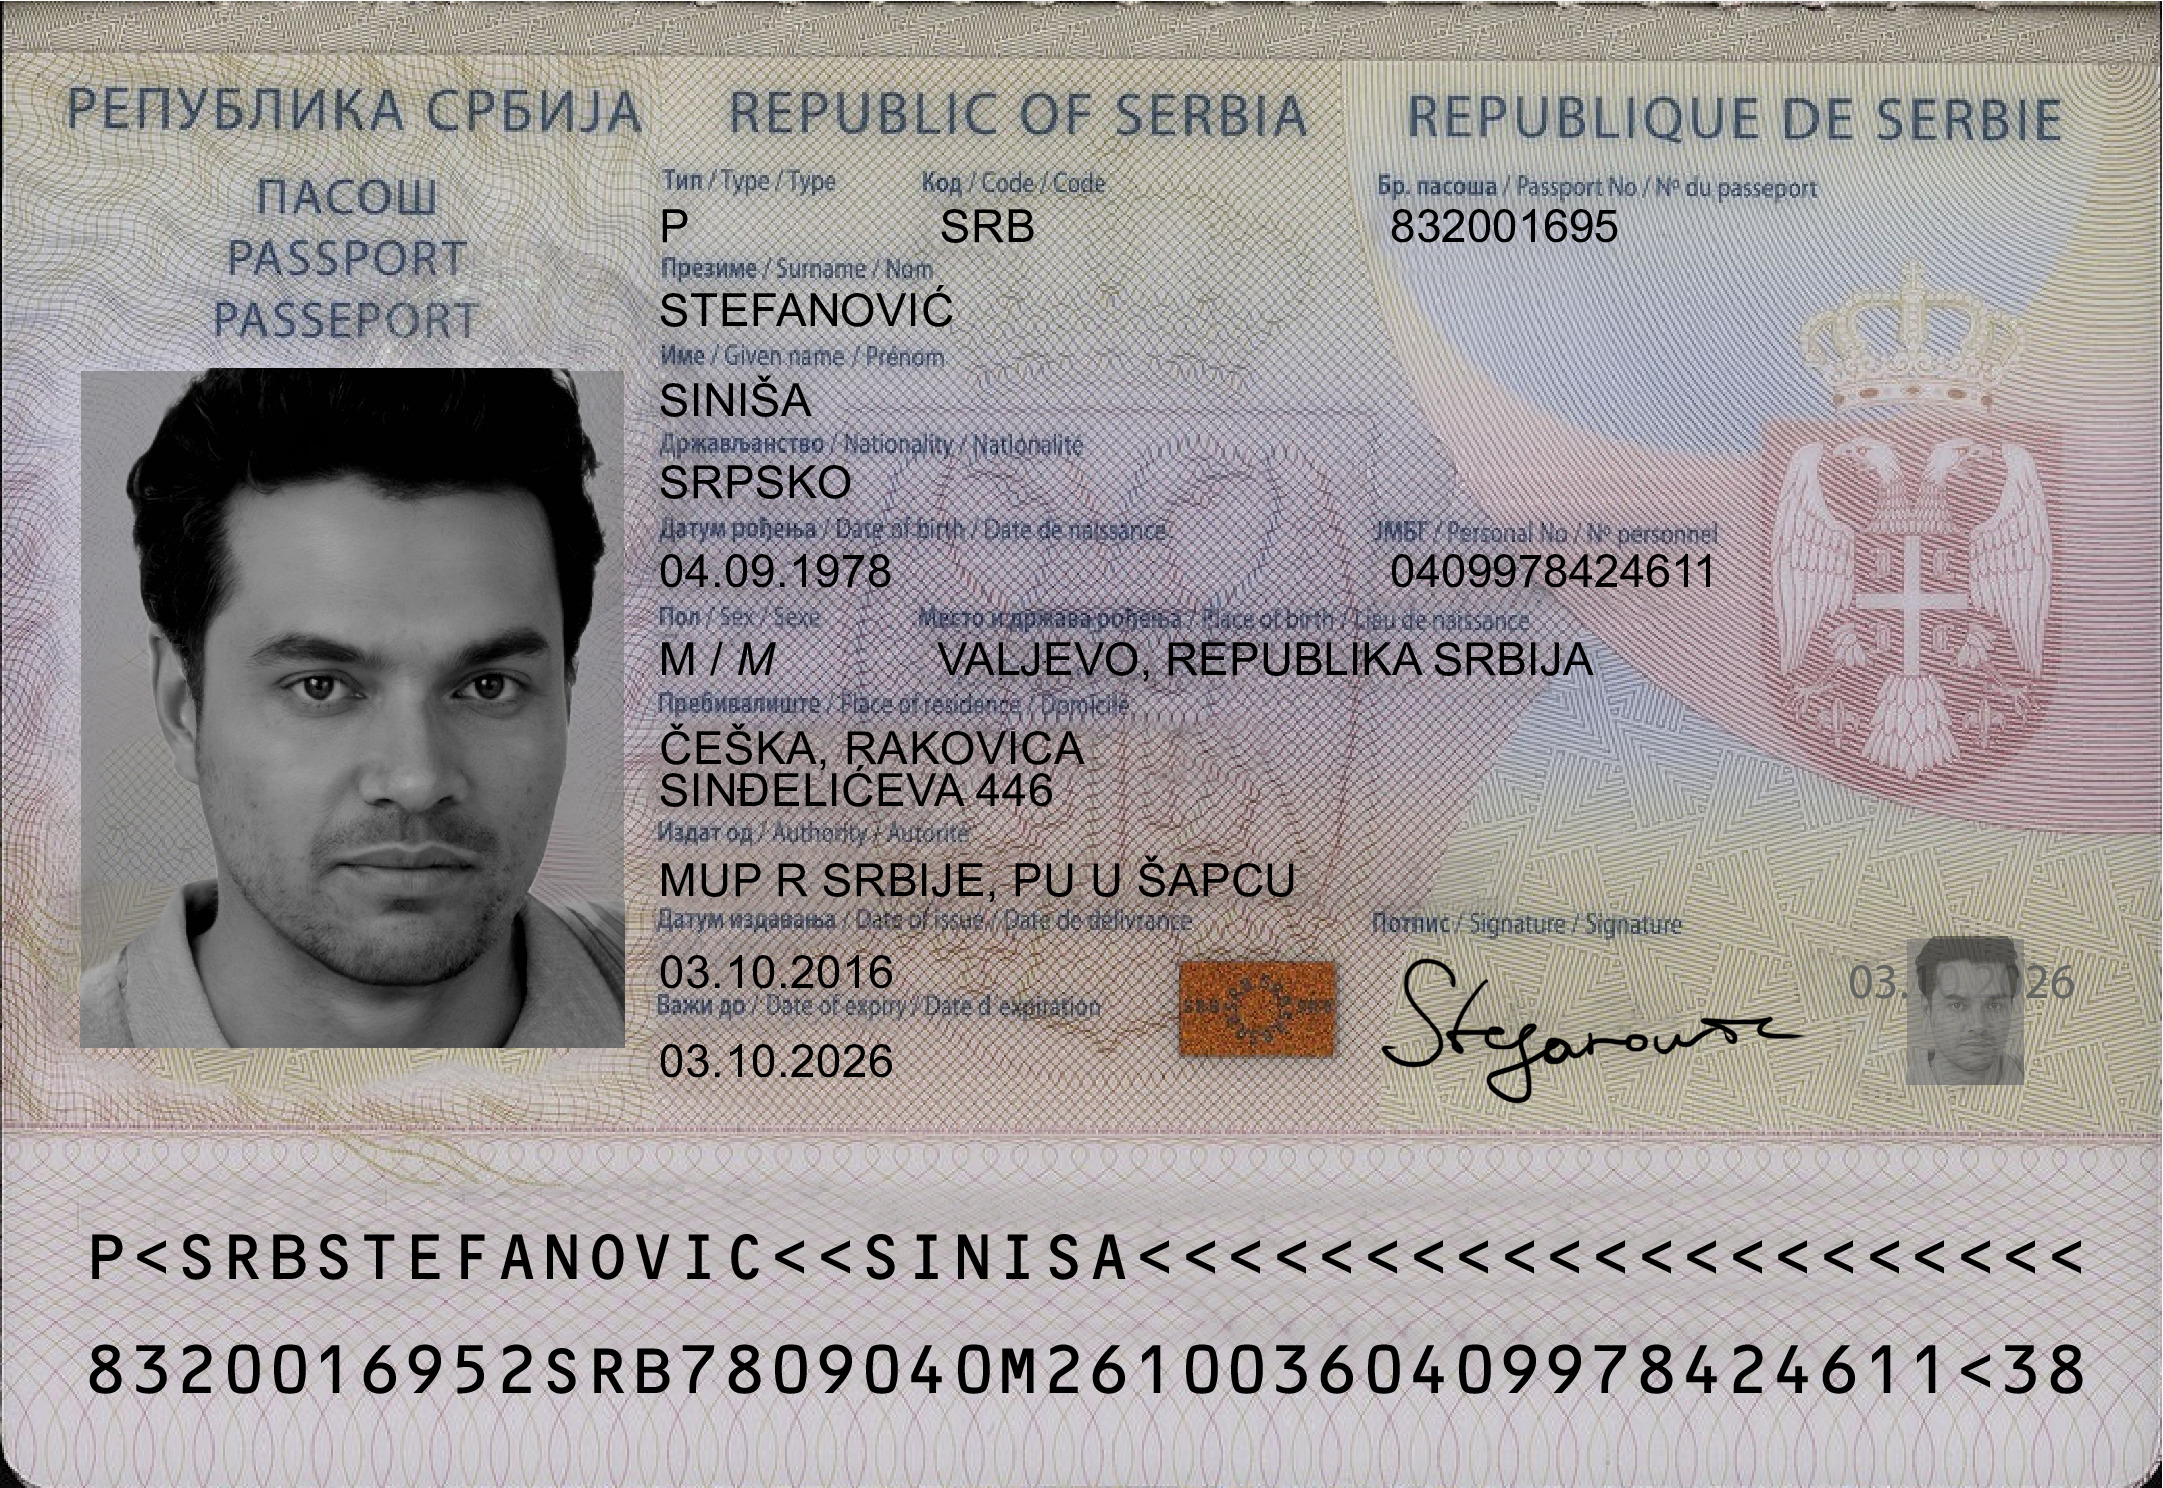 РЕПУБЛИКА СРБИЈА REPUBLIC OF SERBIA REPUBLIQUE DE SERBIE
ПАСОШ
PASSPORT
PASSEPORT
Тип / Type / Type Код / Code / Code Бр. пасоша / Passport No / Nº du passeport
P SRB 832001695
Презиме / Surname / Nom
STEFANOVIĆ
Име / Given name / Prénom
SINIŠA
Држављанство / Nationality / Nationalité
SRPSKO
Датум рођења / Date of birth / Date de naissance ЈМБГ / Personal No / Nº personnel
04.09.1978 0409978424611
Пол / Sex / Sexe Место и држава рођења / Place of birth / Lieu de naissance
M / M VALJEVO, REPUBLIKA SRBIJA
Пребивалиште / Place of residence / Domicile
ČEŠKA, RAKOVICA
SINĐELIĆEVA 446
Издат од / Authority / Autorité
MUP R SRBIJE, PU U ŠAPCU
Датум издавања / Date of issue / Date de délivrance Потпис / Signature / Signature
03.10.2016
Важи до / Date of expiry / Date d expiration
03.10.2026
P<SRBSTEFANOVIC<<SINISA<<<<<<<<<<<<<<<<<<<<<
8320016952SRB7809040M26100360409978424611<38